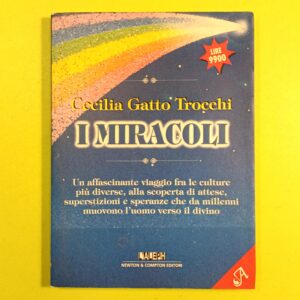 LIRE
9900
Cecilia Gatto Trocchi
I MIRACOLI
Un affascinante viaggio fra le culture
più diverse, alla scoperta di attese,
superstizioni e speranze che da millenni
muovono l'uomo verso il divino
L'ALEPH
NEWTON & COMPTON EDITORI
A